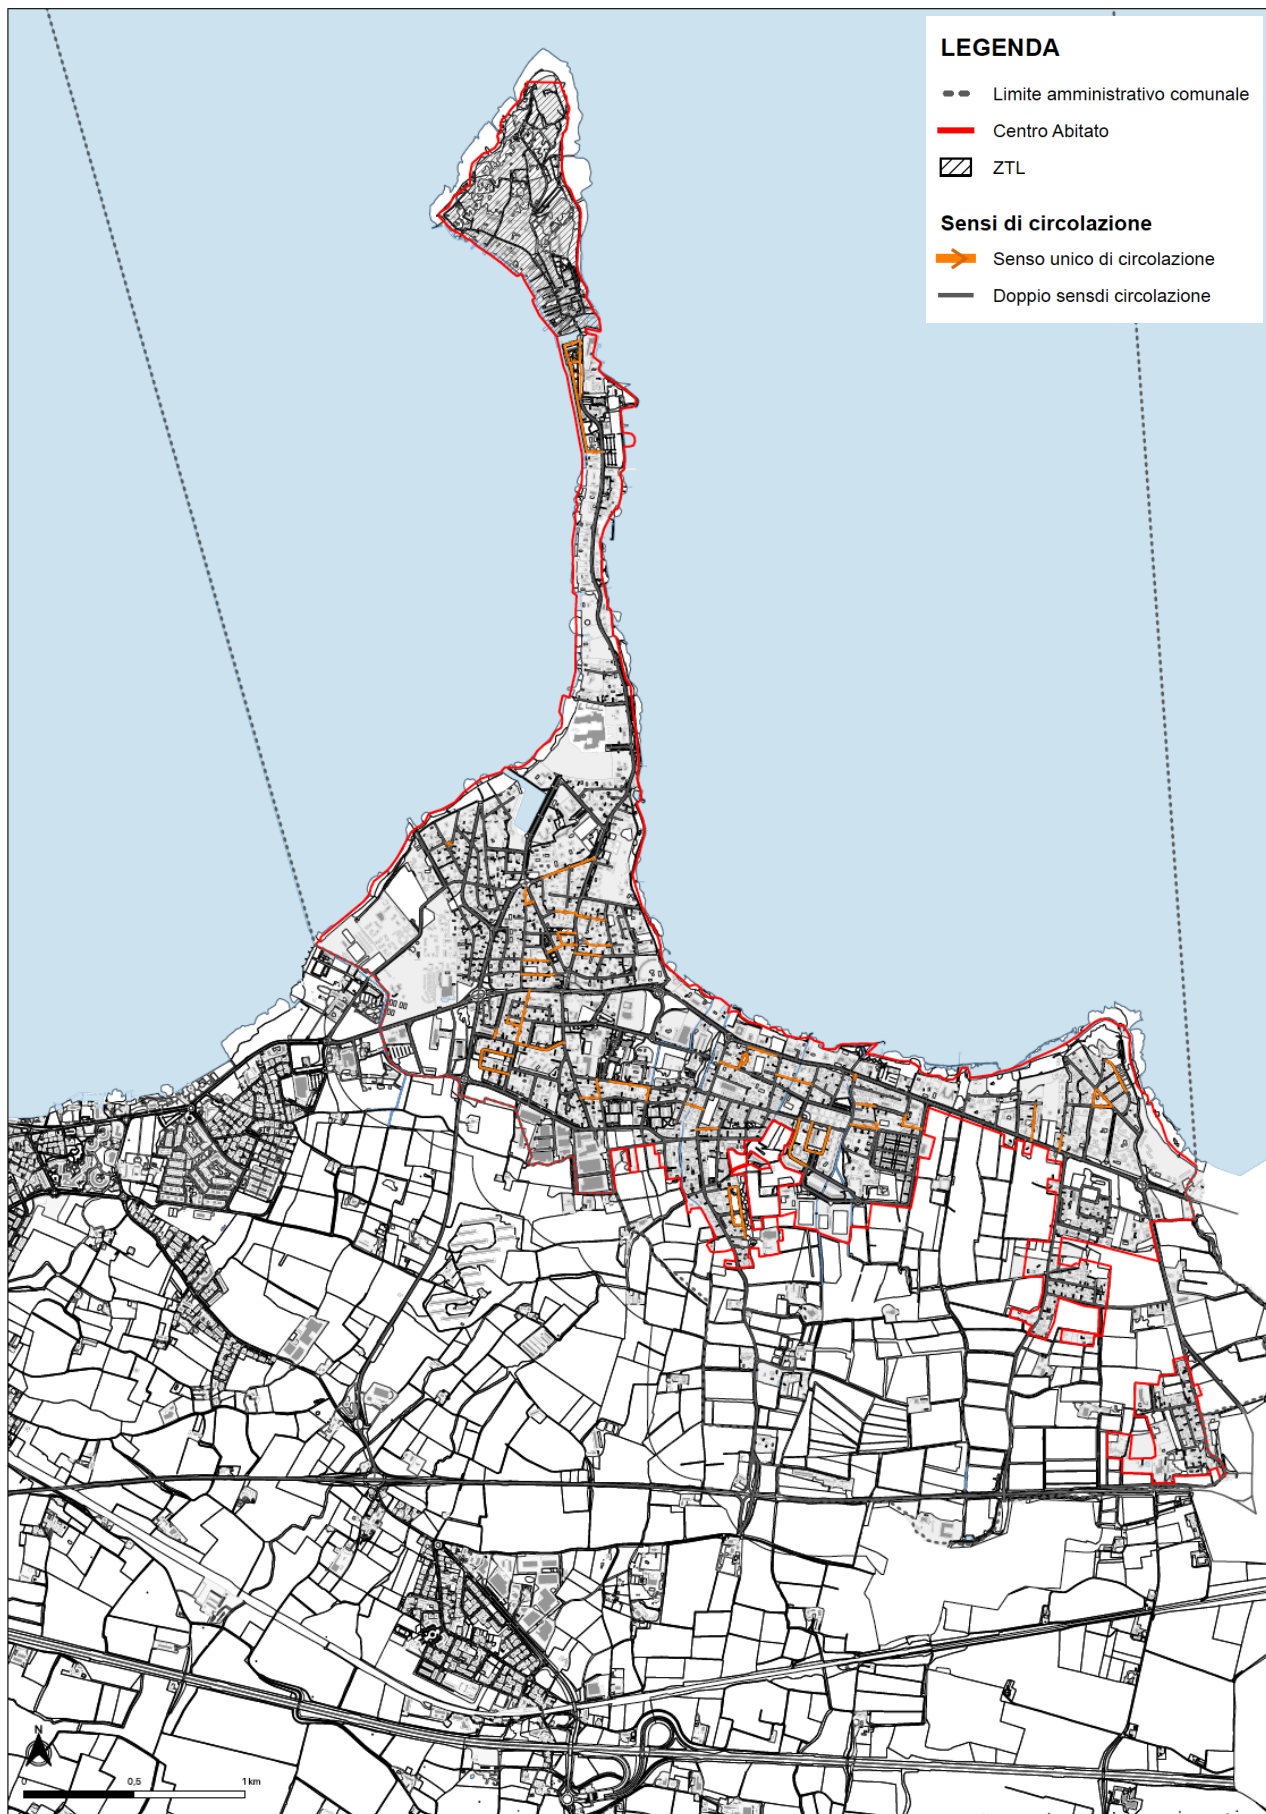 LEGENDA
Limite amministrativo comunale
Centro Abitato
ZTL
Sensi di circolazione
Senso unico di circolazione
Doppio sensdi circolazione
N
0 0,5 1 km